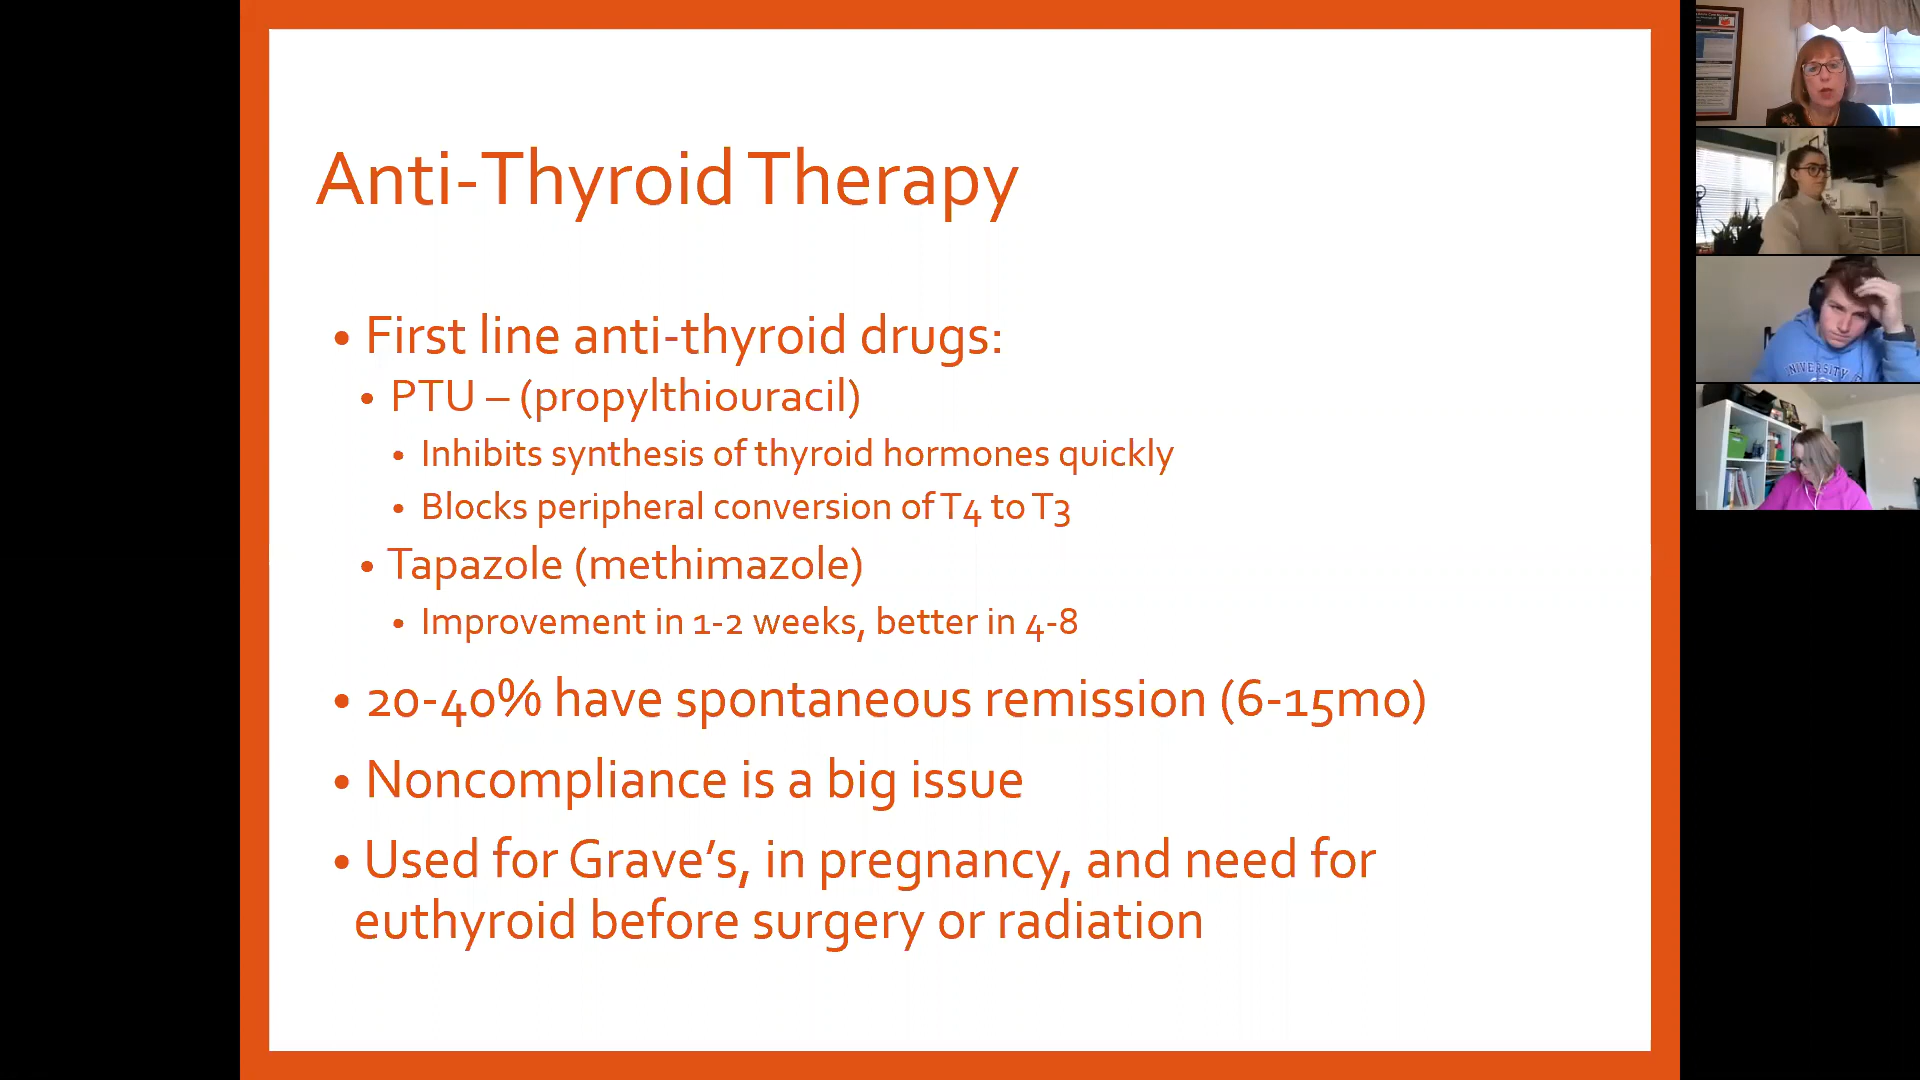 Anti-Thyroid Therapy
• First line anti-thyroid drugs:
• PTU – (propylthiouracil)
• Inhibits synthesis of thyroid hormones quickly
• Blocks peripheral conversion of T4 to T3
• Tapazole (methimazole)
• Improvement in 1-2 weeks, better in 4-8
• 20-40% have spontaneous remission (6-15mo)
• Noncompliance is a big issue
• Used for Grave's, in pregnancy, and need for
euthyroid before surgery or radiation
UNIVERSITY